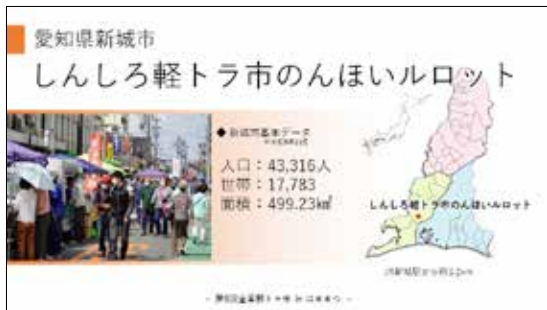 愛知県新城市
しんしろ軽トラ市のんほいルロット
◆ 新城市基本データ
人口：43,316人
世帯：17,783
面積：499.23㎢
しんしろ軽トラ市のんほいルロット